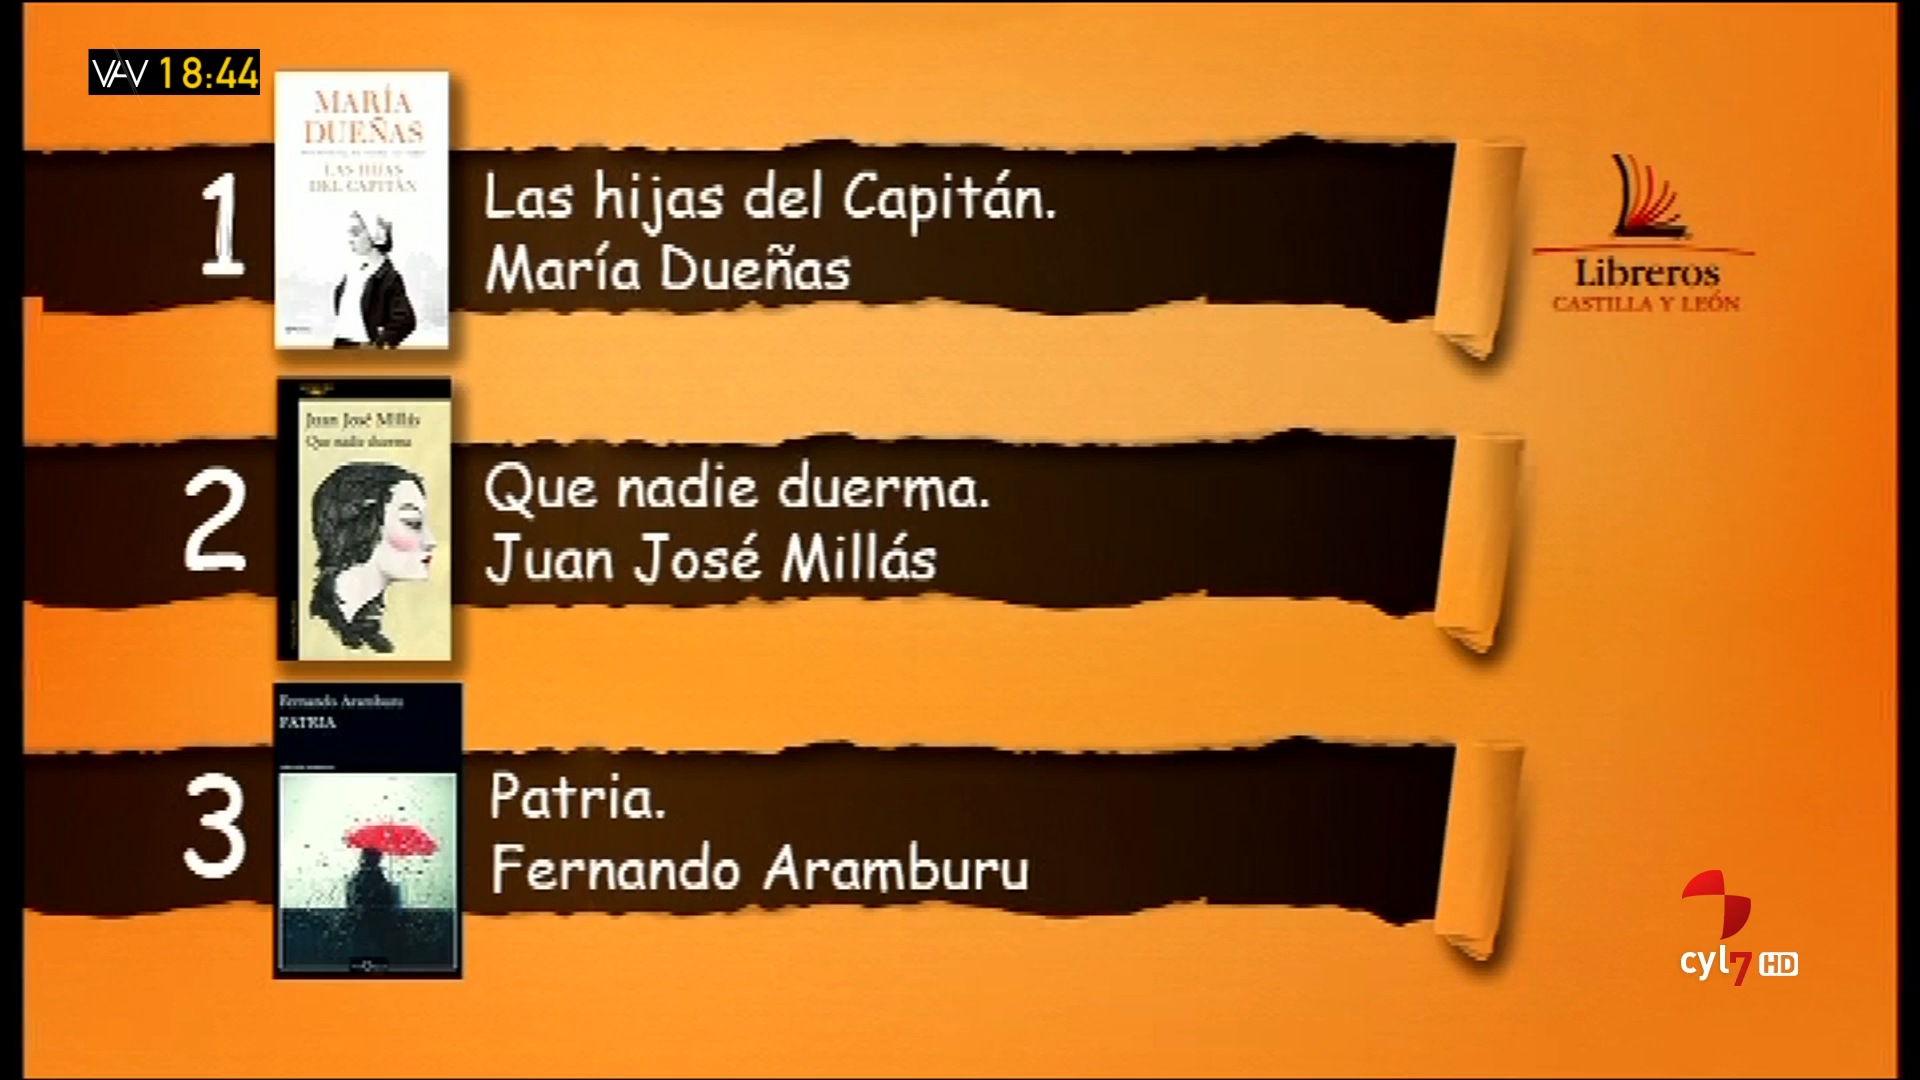 VAV 18:44
1
MARÍA
DUEÑAS
LAS HIJAS
DEL CAPITÁN
Las hijas del Capitán.
María Dueñas
Libreros
CASTILLA Y LEÓN
2
Juan José Millás
Que nadie duerma
Que nadie duerma.
Juan José Millás
3
Fernando Aramburu
PATRIA
Patria.
Fernando Aramburu
cyl7 HD